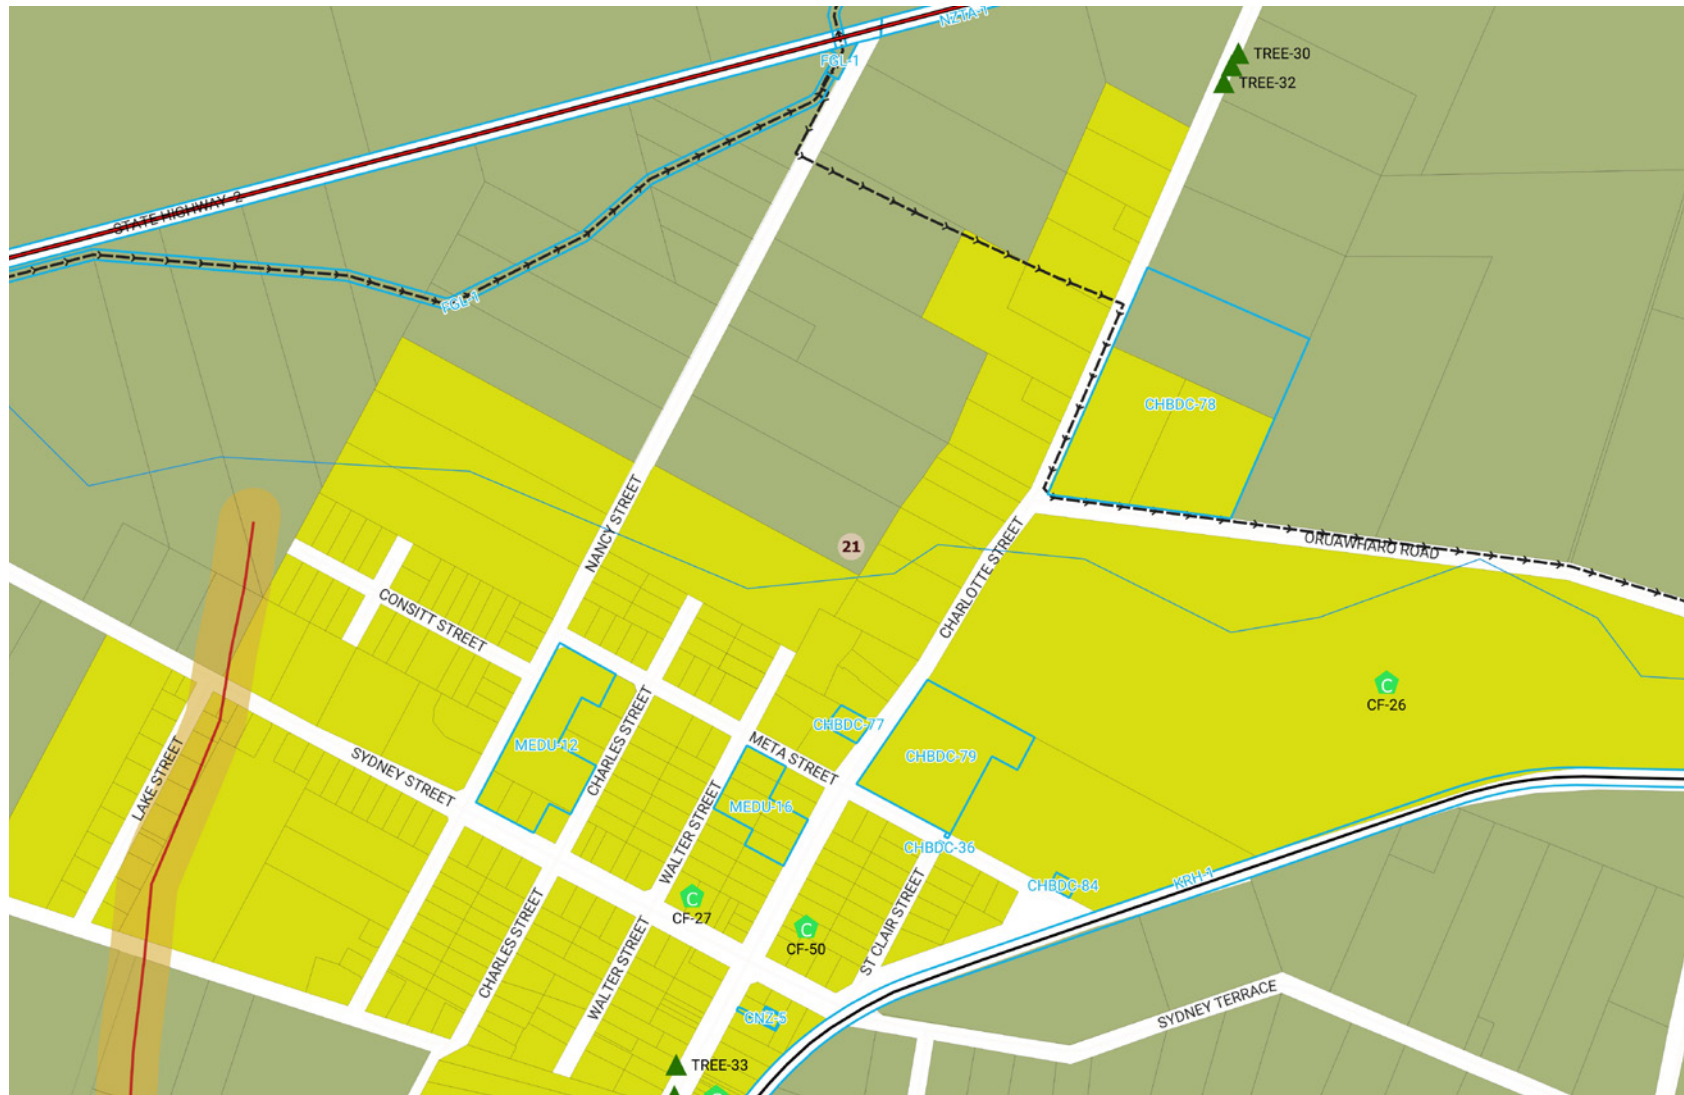 NZTA-1
FGL-1
TREE-30
TREE-32
STATE HIGHWAY 2
FGL-1
CHBDC-78
NANCY STREET
21
ORUAWHARO ROAD
CHARLOTTE STREET
CONSITT STREET
CF-26
CHBDC-77
MEDU-12
CHARLES STREET
META STREET
CHBDC-79
LAKE STREET
SYDNEY STREET
MEDU-16
WALTER STREET
CHBDC-36
CHBDC-84
KRH-1
C
C
CF-27
C
CF-50
ST CLAIR STREET
CHARLES STREET
WALTER STREET
CNZ-5
SYDNEY TERRACE
TREE-33